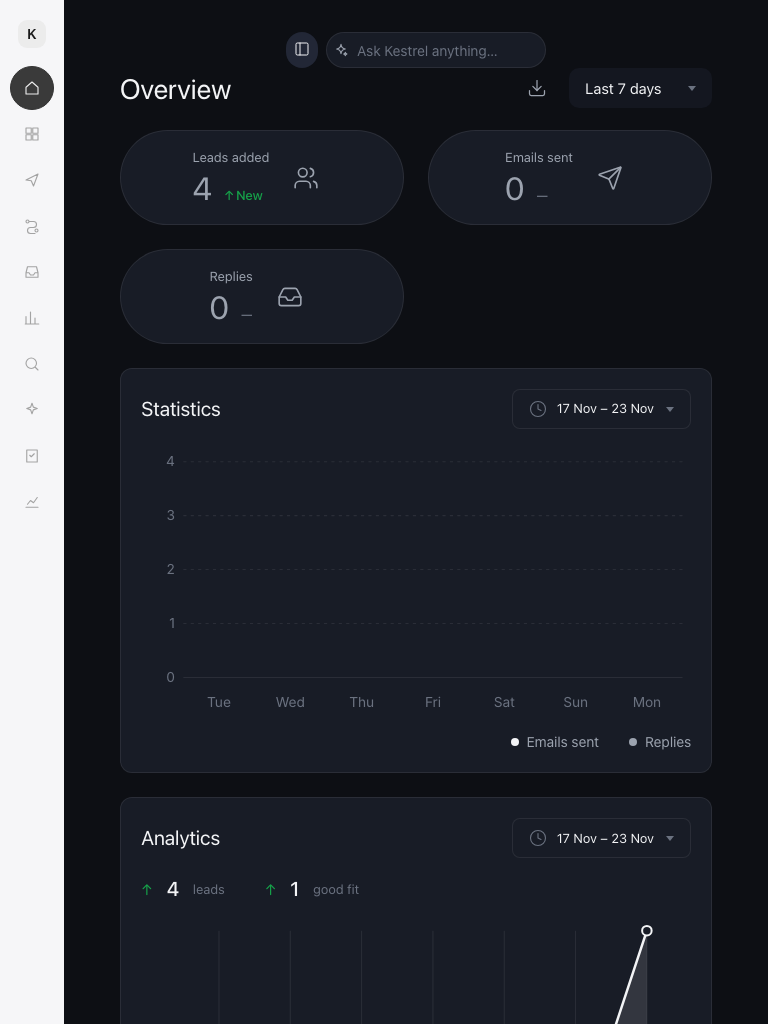 K
Ask Kestrel anything...
Overview
Last 7 days
Leads added
4 ↑ New
Emails sent
0 –
Replies
0 –
Statistics
17 Nov – 23 Nov
4
3
2
1
0
Tue Wed Thu Fri Sat Sun Mon
Emails sent Replies
Analytics
17 Nov – 23 Nov
↑ 4 leads ↑ 1 good fit